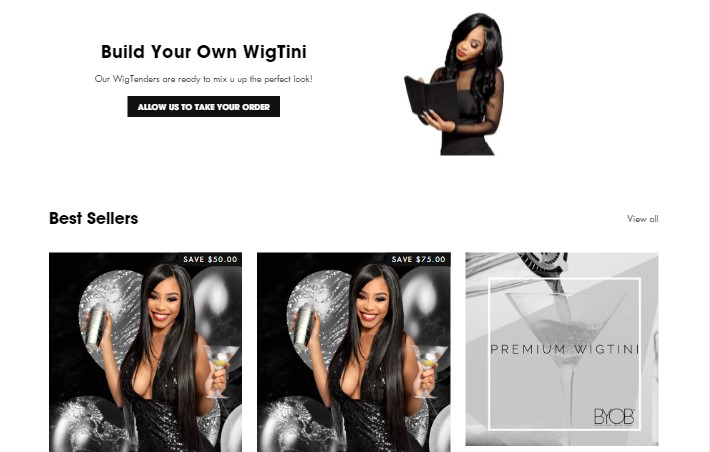 Build Your Own WigTini
Our WigTenders are ready to mix u up the perfect look!
ALLOW US TO TAKE YOUR ORDER
Best Sellers
View all
SAVE $50.00
SAVE $75.00
PREMIUM WIGTINI
BYOB